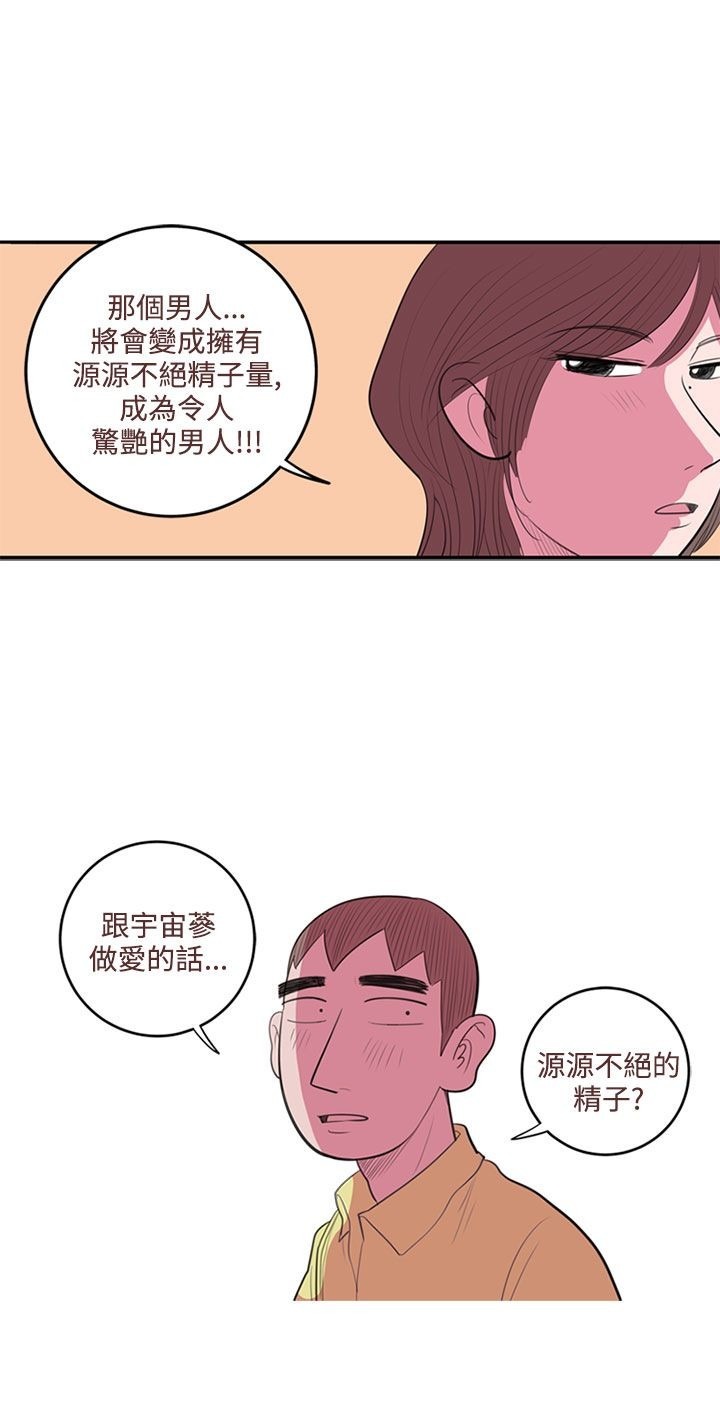 那個男人...
將會變成擁有
源源不絕精子量,
成為令人
驚艷的男人!!!
跟宇宙蔘
做愛的話...
源源不絕的
精子?